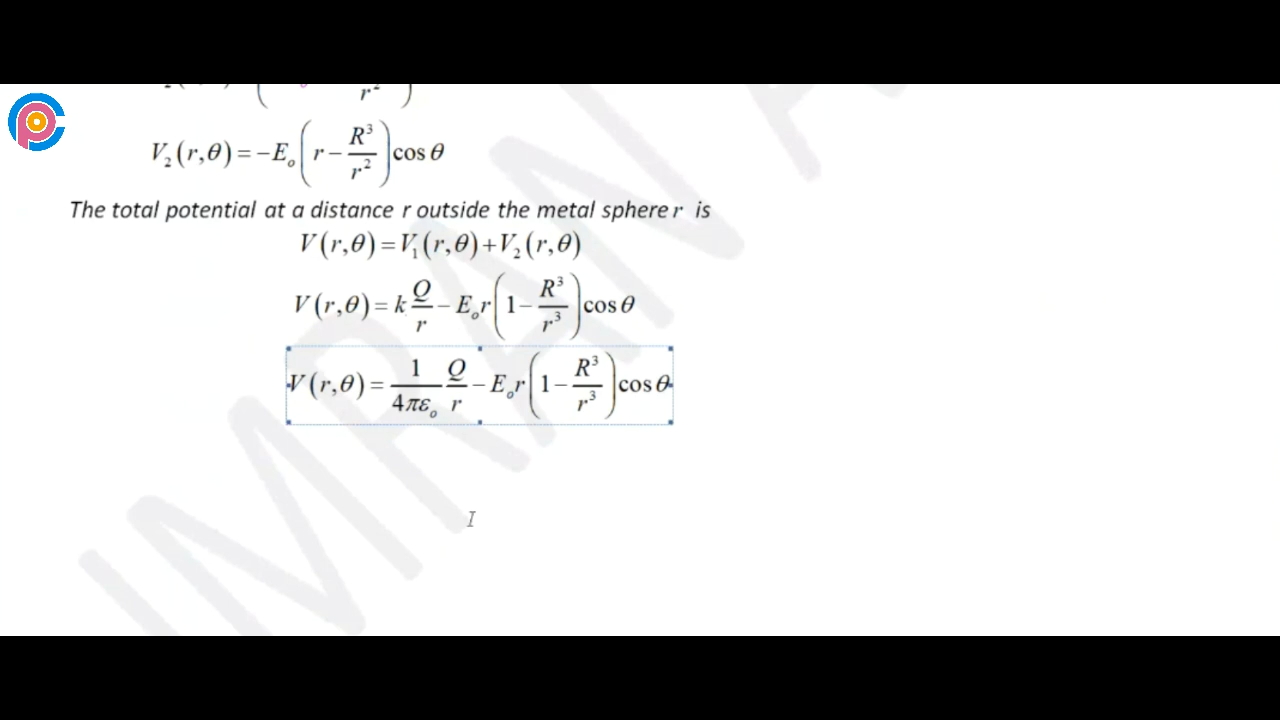 V₂(r,θ) = −Eₒ(r − R³/r²)cos θ
The total potential at a distance r outside the metal sphere r is
V(r,θ) = V₁(r,θ) + V₂(r,θ)
V(r,θ) = k Q/r − Eₒr(1 − R³/r³)cos θ
V(r,θ) = 1/4πεₒ Q/r − Eₒr(1 − R³/r³)cos θ